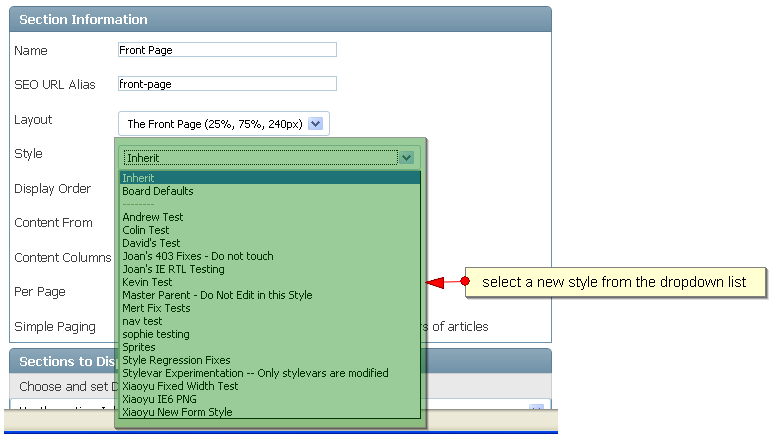 Section Information
Name
Front Page
SEO URL Alias
front-page
Layout
The Front Page (25%, 75%, 240px)
Style
Inherit
Inherit
Board Defaults
--------
Andrew Test
Colin Test
David's Test
Joan's 403 Fixes - Do not touch
Joan's IE RTL Testing
Kevin Test
Master Parent - Do Not Edit in this Style
Mert Fix Tests
nav test
sophie testing
Sprites
Style Regression Fixes
Stylevar Experimentation -- Only stylevars are modified
Xiaoyu Fixed Width Test
Xiaoyu IE6 PNG
Xiaoyu New Form Style
Display Order
Content From
Content Columns
Per Page
Simple Paging
of articles
select a new style from the dropdown list
Sections to Dis
Choose and set D